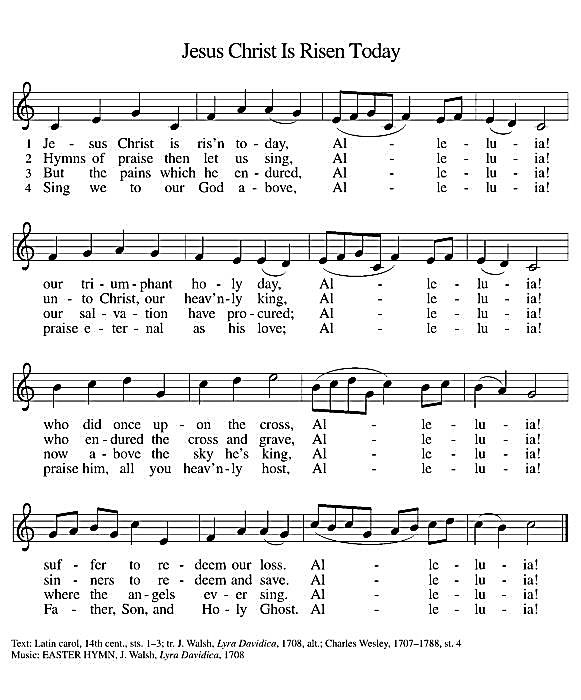 Jesus Christ Is Risen Today
1 Je - sus Christ is ris'n to - day, Al - le - lu - ia!
2 Hymns of praise then let us sing, Al - le - lu - ia!
3 But the pains which he en - dured, Al - le - lu - ia!
4 Sing we to our God a - bove, Al - le - lu - ia!
our tri - um - phant ho - ly day, Al - le - lu - ia!
un - to Christ, our heav'n - ly king, Al - le - lu - ia!
our sal - va - tion have pro - cured; Al - le - lu - ia!
praise e - ter - nal as his love; Al - le - lu - ia!
who did once up - on the cross, Al - le - lu - ia!
who en - dured the cross and grave, Al - le - lu - ia!
now a - bove the sky he's king, Al - le - lu - ia!
praise him, all you heav'n - ly host, Al - le - lu - ia!
suf - fer to re - deem our loss. Al - le - lu - ia!
sin - ners to re - deem and save. Al - le - lu - ia!
where the an - gels ev - er sing. Al - le - lu - ia!
Fa - ther, Son, and Ho - ly Ghost. Al - le - lu - ia!
Text: Latin carol, 14th cent., sts. 1–3; tr. J. Walsh, Lyra Davidica, 1708, alt.; Charles Wesley, 1707–1788, st. 4
Music: EASTER HYMN, J. Walsh, Lyra Davidica, 1708